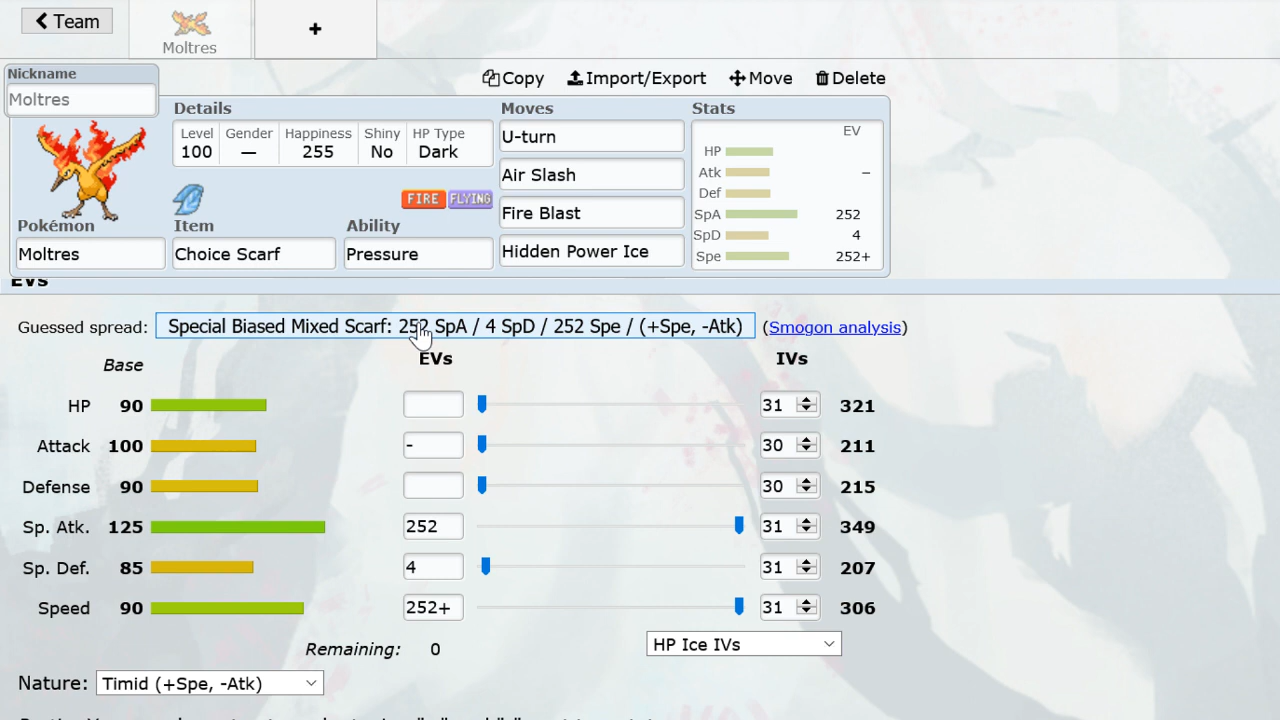 Team
Moltres
+
Nickname
Moltres
Copy
Import/Export
Move
Delete
Details
Level
100
Gender
—
Happiness
255
Shiny
No
HP Type
Dark
FIRE
FLYING
Pokémon
Moltres
Item
Choice Scarf
Ability
Pressure
Moves
U-turn
Air Slash
Fire Blast
Hidden Power Ice
Stats
EV
HP
Atk –
Def
SpA 252
SpD 4
Spe 252+
EVs
Guessed spread: Special Biased Mixed Scarf: 252 SpA / 4 SpD / 252 Spe / (+Spe, -Atk) (Smogon analysis)
Base EVs IVs
HP 90 31 321
Attack 100 - 30 211
Defense 90 30 215
Sp. Atk. 125 252 31 349
Sp. Def. 85 4 31 207
Speed 90 252+ 31 306
Remaining: 0 HP Ice IVs
Nature: Timid (+Spe, -Atk)